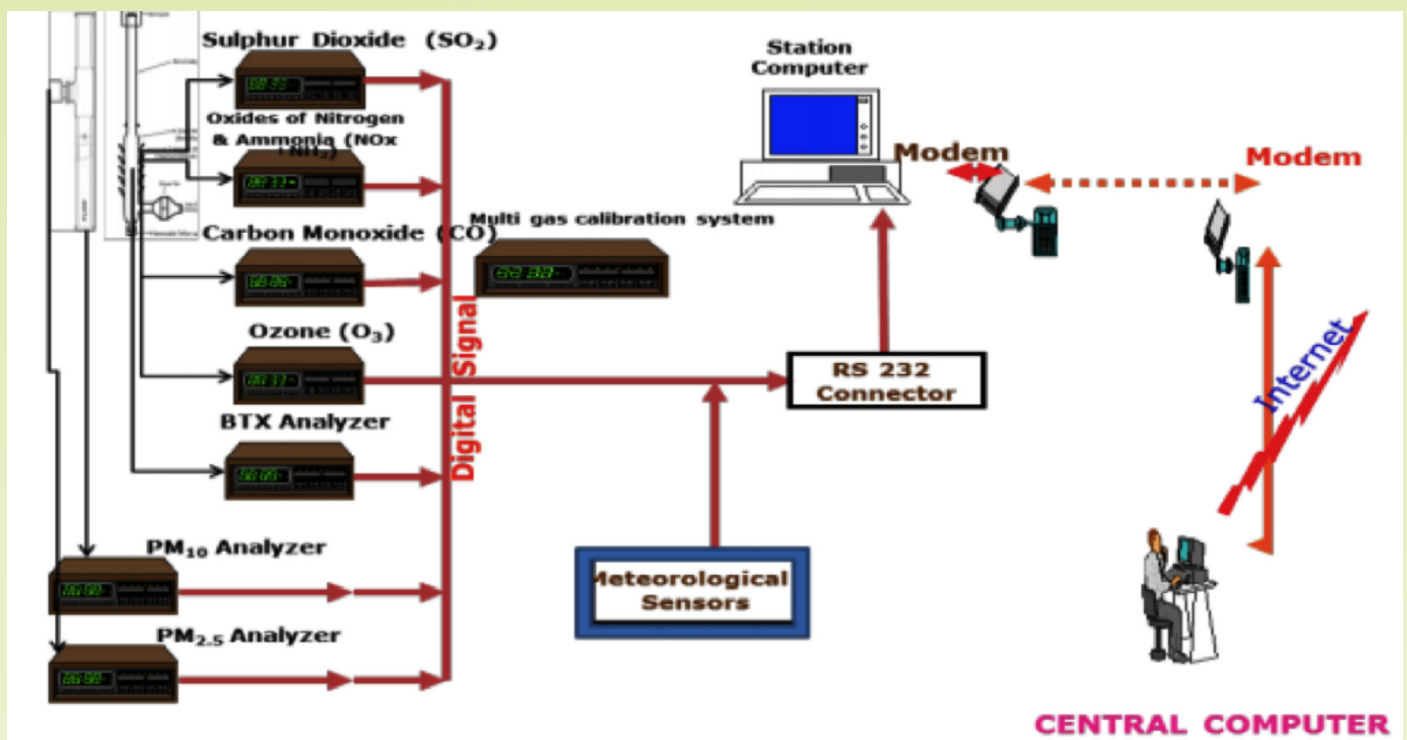 Sulphur Dioxide (SO₂)
Oxides of Nitrogen
& Ammonia (NOx
+NH₃)
Carbon Monoxide (CO)
Ozone (O₃)
BTX Analyzer
PM₁₀ Analyzer
PM₂.₅ Analyzer
Digital Signal
Multi gas calibration system
Station
Computer
RS 232
Connector
Meteorological
Sensors
Modem
Modem
Internet
CENTRAL COMPUTER